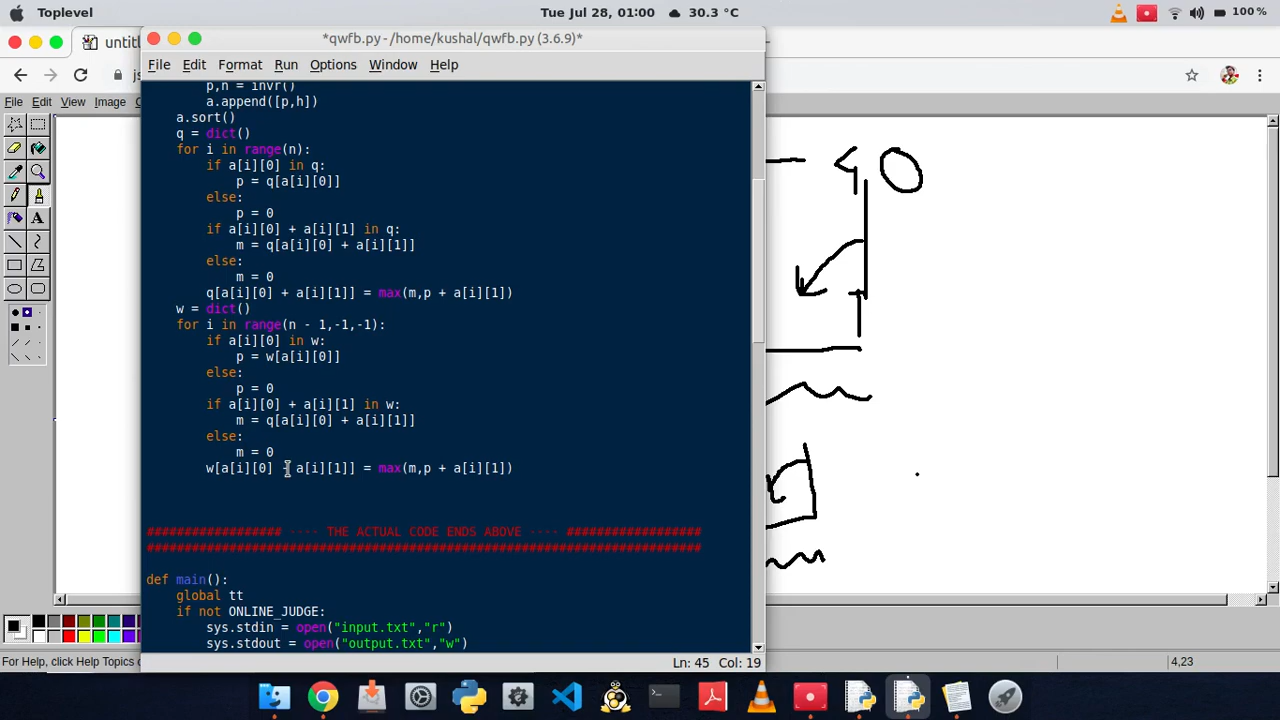 Toplevel
Tue Jul 28, 01:00
30.3 °C
100 %
*qwfb.py - /home/kushal/qwfb.py (3.6.9)*
File Edit Format Run Options Window Help
File Edit View Image
p,h = invr()
a.append([p,h])
a.sort()
q = dict()
for i in range(n):
if a[i][0] in q:
p = q[a[i][0]]
else:
p = 0
if a[i][0] + a[i][1] in q:
m = q[a[i][0] + a[i][1]]
else:
m = 0
q[a[i][0] + a[i][1]] = max(m,p + a[i][1])
w = dict()
for i in range(n - 1,-1,-1):
if a[i][0] in w:
p = w[a[i][0]]
else:
p = 0
if a[i][0] + a[i][1] in w:
m = q[a[i][0] + a[i][1]]
else:
m = 0
w[a[i][0] - a[i][1]] = max(m,p + a[i][1])
################## ---- THE ACTUAL CODE ENDS ABOVE ---- ##################
def main():
global tt
if not ONLINE_JUDGE:
sys.stdin = open("input.txt","r")
sys.stdout = open("output.txt","w")
Ln: 45 Col: 19
For Help, click Help Topics
4,23
40